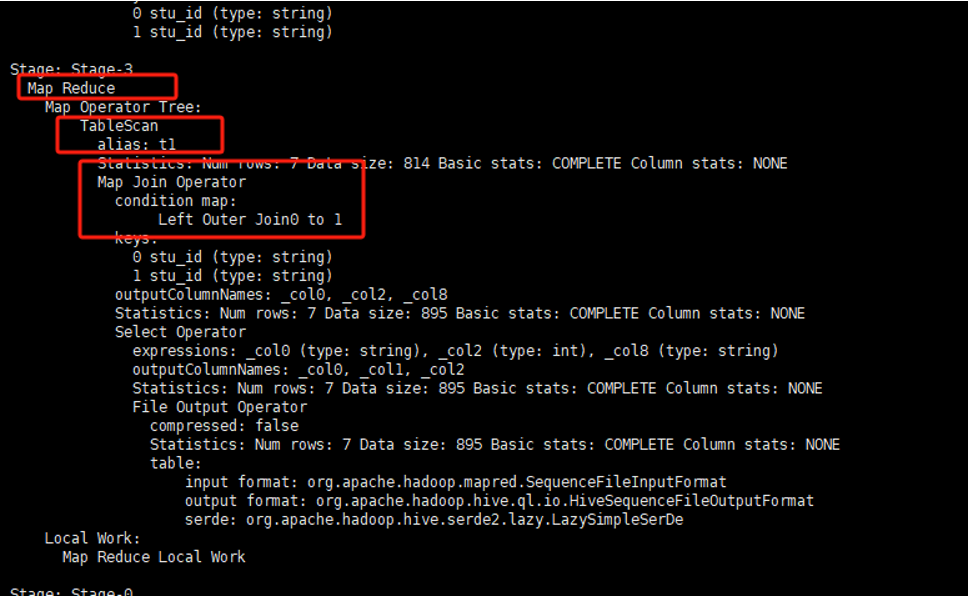 0 stu_id (type: string)
1 stu_id (type: string)
Stage: Stage-3
Map Reduce
Map Operator Tree:
TableScan
alias: t1
Statistics: Num rows: 7 Data size: 814 Basic stats: COMPLETE Column stats: NONE
Map Join Operator
condition map:
Left Outer Join0 to 1
keys:
0 stu_id (type: string)
1 stu_id (type: string)
outputColumnNames: _col0, _col2, _col8
Statistics: Num rows: 7 Data size: 895 Basic stats: COMPLETE Column stats: NONE
Select Operator
expressions: _col0 (type: string), _col2 (type: int), _col8 (type: string)
outputColumnNames: _col0, _col1, _col2
Statistics: Num rows: 7 Data size: 895 Basic stats: COMPLETE Column stats: NONE
File Output Operator
compressed: false
Statistics: Num rows: 7 Data size: 895 Basic stats: COMPLETE Column stats: NONE
table:
input format: org.apache.hadoop.mapred.SequenceFileInputFormat
output format: org.apache.hadoop.hive.ql.io.HiveSequenceFileOutputFormat
serde: org.apache.hadoop.hive.serde2.lazy.LazySimpleSerDe
Local Work:
Map Reduce Local Work
Stage: Stage-0